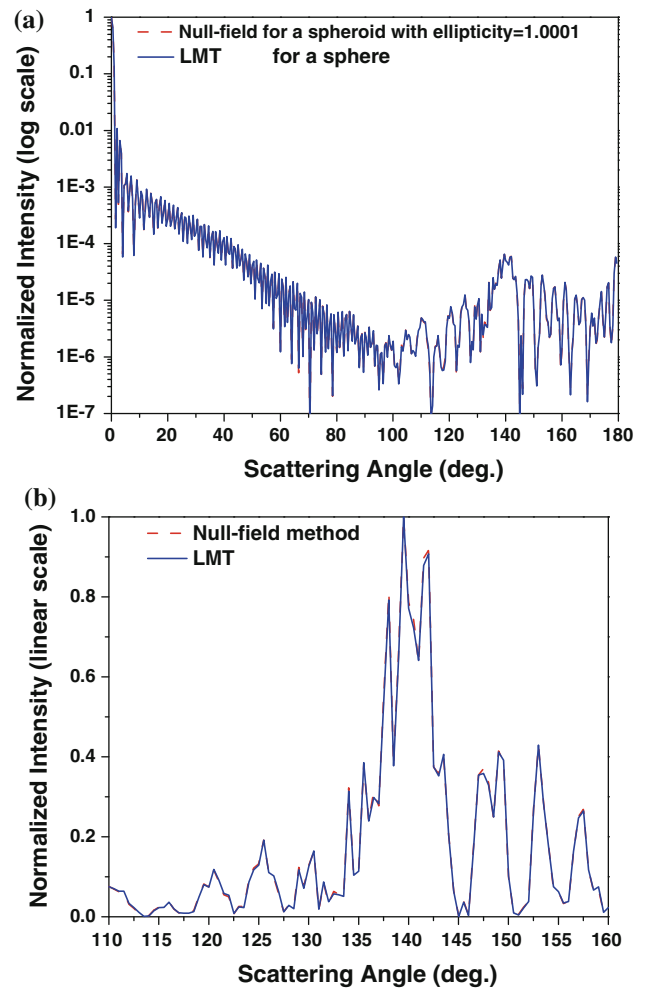 (a)
Null-field for a spheroid with ellipticity=1.0001
LMT for a sphere
Normalized Intensity (log scale)
1
0.1
0.01
1E-3
1E-4
1E-5
1E-6
1E-7
0 20 40 60 80 100 120 140 160 180
Scattering Angle (deg.)
(b)
Null-field method
LMT
Normalized Intensity (linear scale)
1.0
0.8
0.6
0.4
0.2
0.0
110 115 120 125 130 135 140 145 150 155 160
Scattering Angle (deg.)